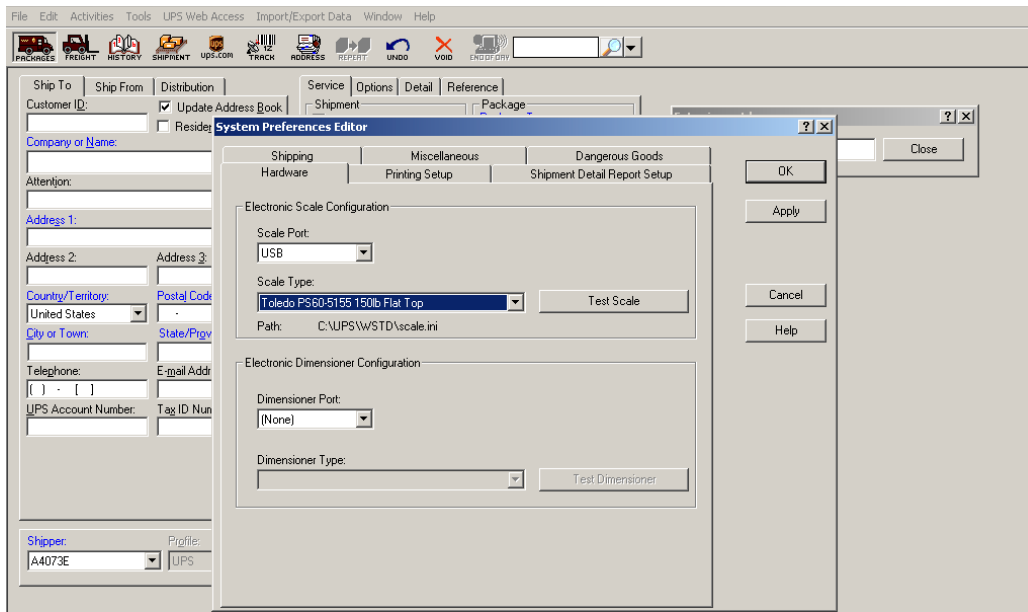 File Edit Activities Tools UPS Web Access Import/Export Data Window Help
PACKAGES FREIGHT HISTORY SHIPMENT ups.com TRACK ADDRESS REPEAT UNDO VOID END OF DAY
Ship To Ship From Distribution Service Options Detail Reference
Customer ID: Update Address Book Shipment Package
System Preferences Editor
Company or Name:
Shipping Miscellaneous Dangerous Goods
Close
Hardware Printing Setup Shipment Detail Report Setup
OK
Attention:
Electronic Scale Configuration
Apply
Address 1:
Scale Port:
USB
Address 2: Address 3:
Scale Type:
Country/Territory: Postal Code
Toledo PS60-5155 150lb Flat Top Test Scale
Cancel
United States
Path: C:\UPS\WSTD\scale.ini
City or Town: State/Prov
Help
Telephone: E-mail Addr
Electronic Dimensioner Configuration
( ) - [ ]
Dimensioner Port:
UPS Account Number: Tax ID Num
(None)
Dimensioner Type:
Test Dimensioner
Shipper: Profile:
A4073E UPS